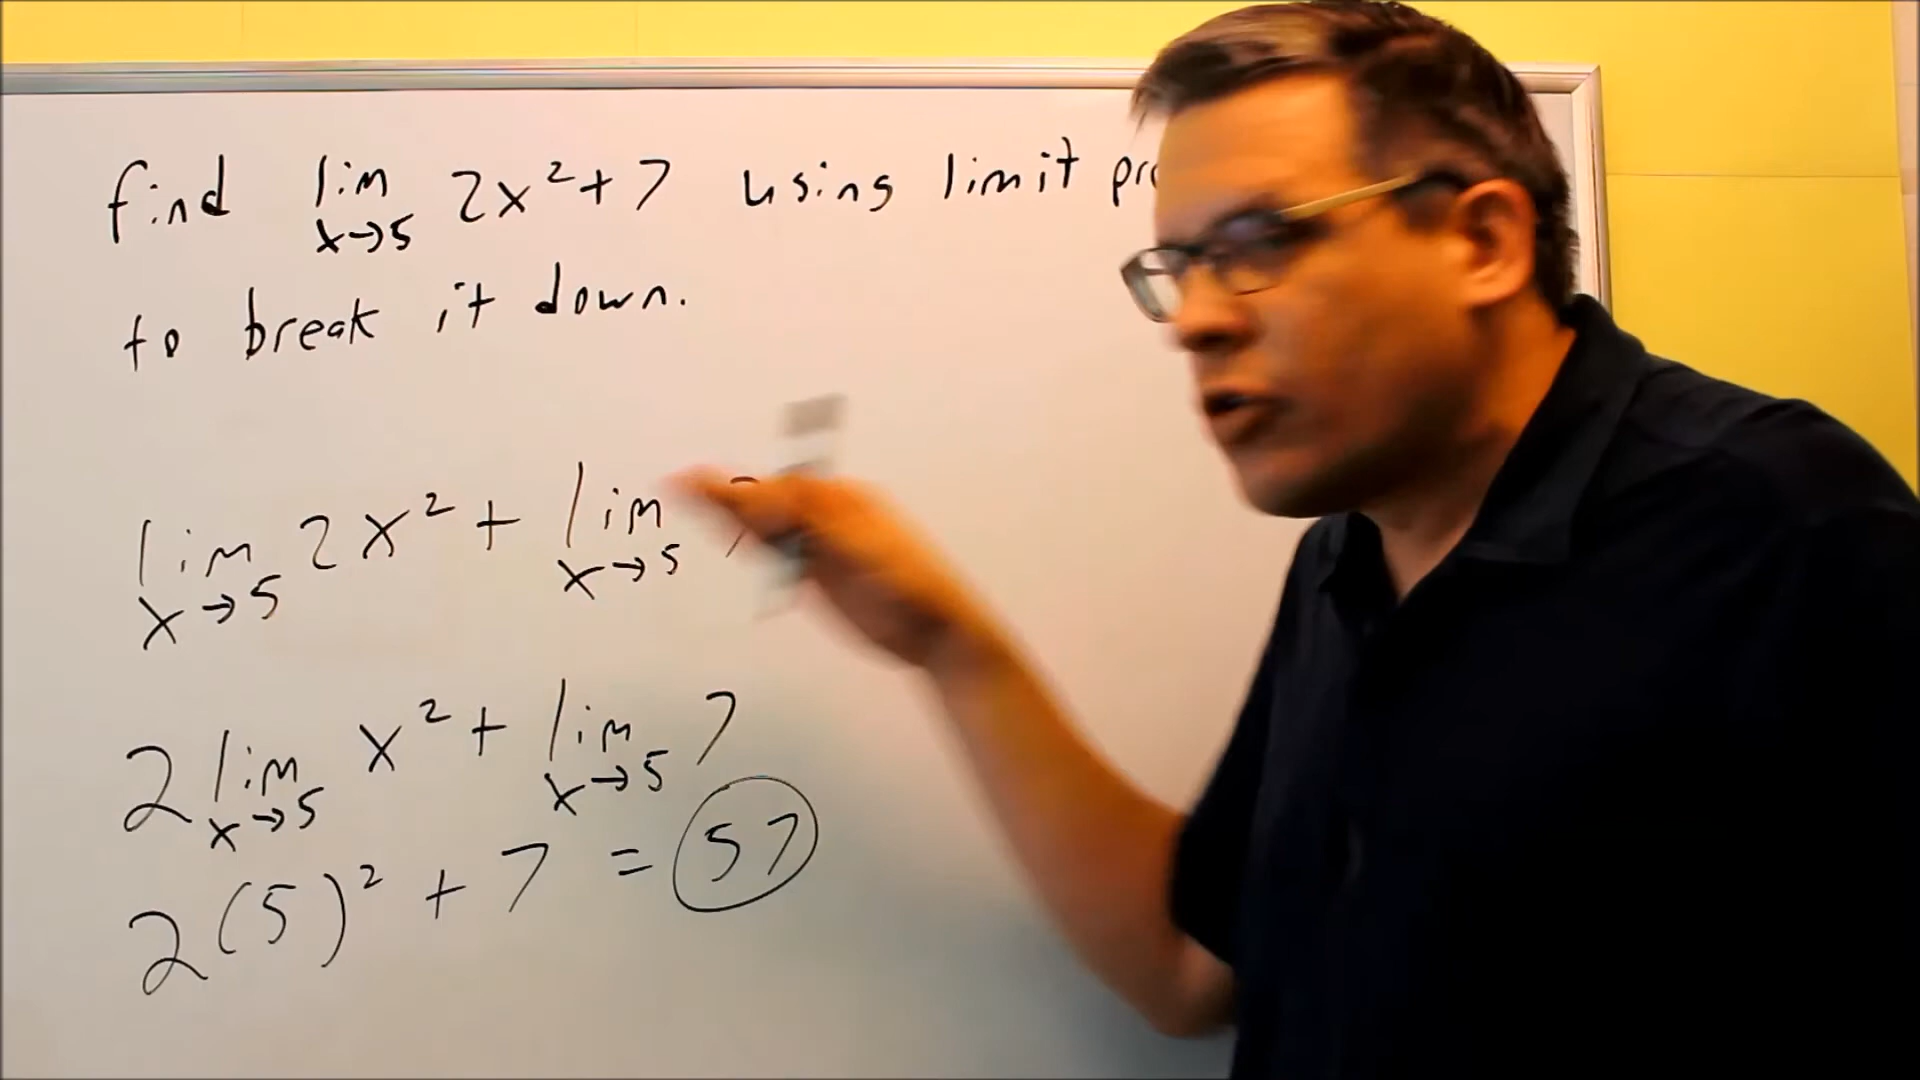 find lim 2x²+7 using limit
x→5
to break it down.
lim 2x² + lim
x→5 x→5
2 lim x² + lim 7
x→5 x→5
2(5)² + 7 = 57